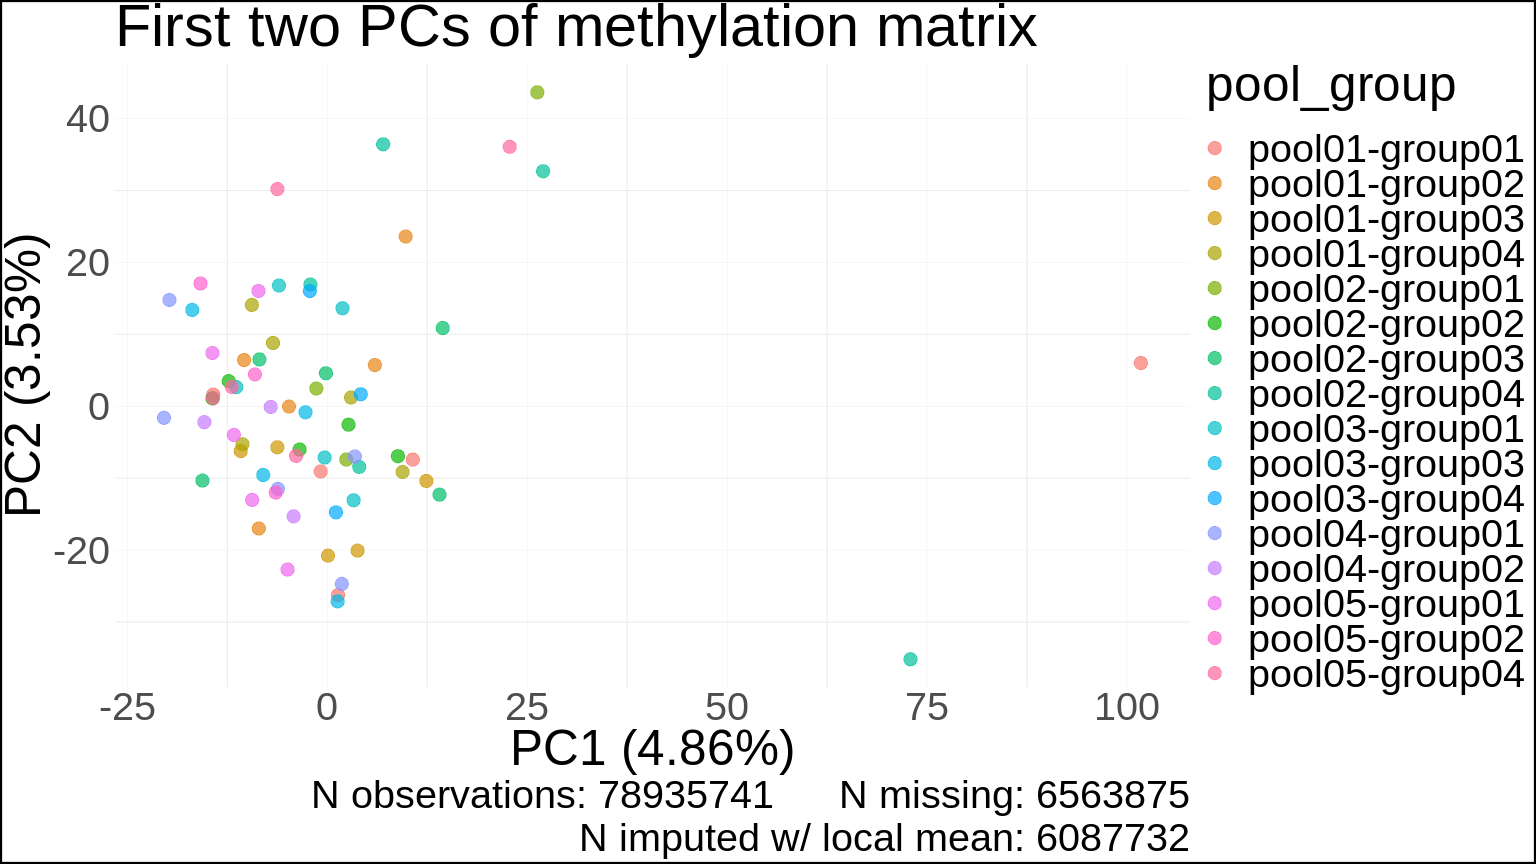 First two PCs of methylation matrix
pool_group
pool01-group01
pool01-group02
pool01-group03
pool01-group04
pool02-group01
pool02-group02
pool02-group03
pool02-group04
pool03-group01
pool03-group03
pool03-group04
pool04-group01
pool04-group02
pool05-group01
pool05-group02
pool05-group04
PC2 (3.53%)
40
20
0
-20
-25
0
25
50
75
100
PC1 (4.86%)
N observations: 78935741 N missing: 6563875
N imputed w/ local mean: 6087732